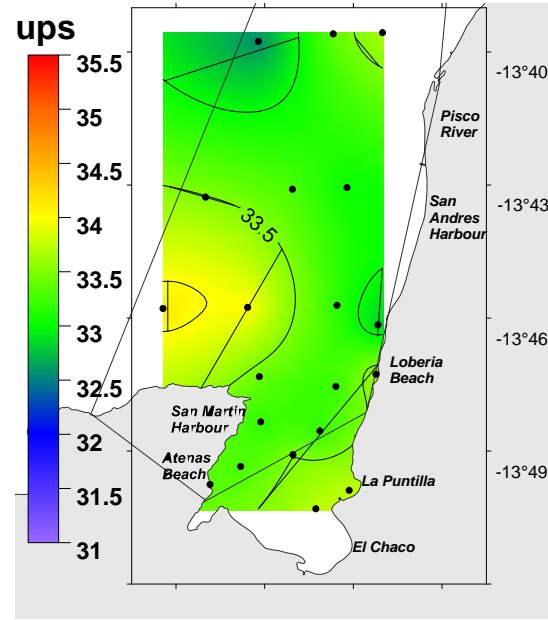 ups
35.5
35
34.5
34
33.5
33
32.5
32
31.5
31
33.5
-13°40
-13°43
-13°46
-13°49
Pisco
River
San
Andres
Harbour
Loberia
Beach
San Martin
Harbour
Atenas
Beach
La Puntilla
El Chaco